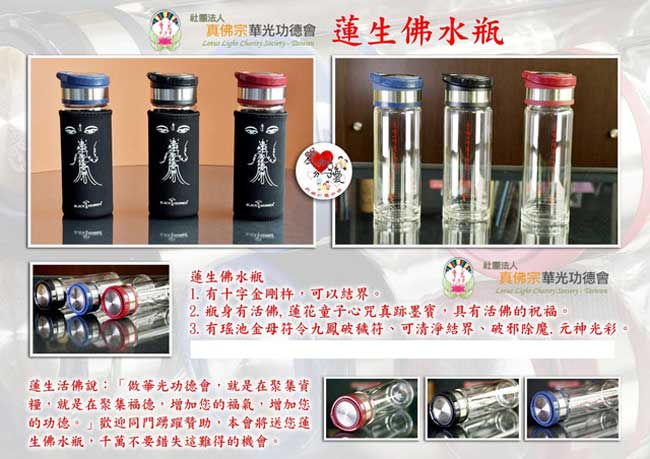 社團法人
真佛宗華光功德會
Lotus Light Charity Society - Taiwan
蓮生佛水瓶
BLACK HAMMER
BLACK HAMMER
BLACK HAMMER
社團法人
真佛宗華光功德會
Lotus Light Charity Society - Taiwan
蓮生佛水瓶
1. 有十字金剛杵，可以結界。
2. 瓶身有活佛, 蓮花童子心咒真跡墨寶，具有活佛的祝福。
3. 有瑤池金母符令九鳳破穢符、可清淨結界、破邪除魔, 元神光彩。
蓮生活佛說：「做華光功德會，就是在聚集資
糧，就是在聚集福德，增加您的福氣，增加您
的功德。」歡迎同門踴躍贊助，本會將送您蓮
生佛水瓶，千萬不要錯失這難得的機會。